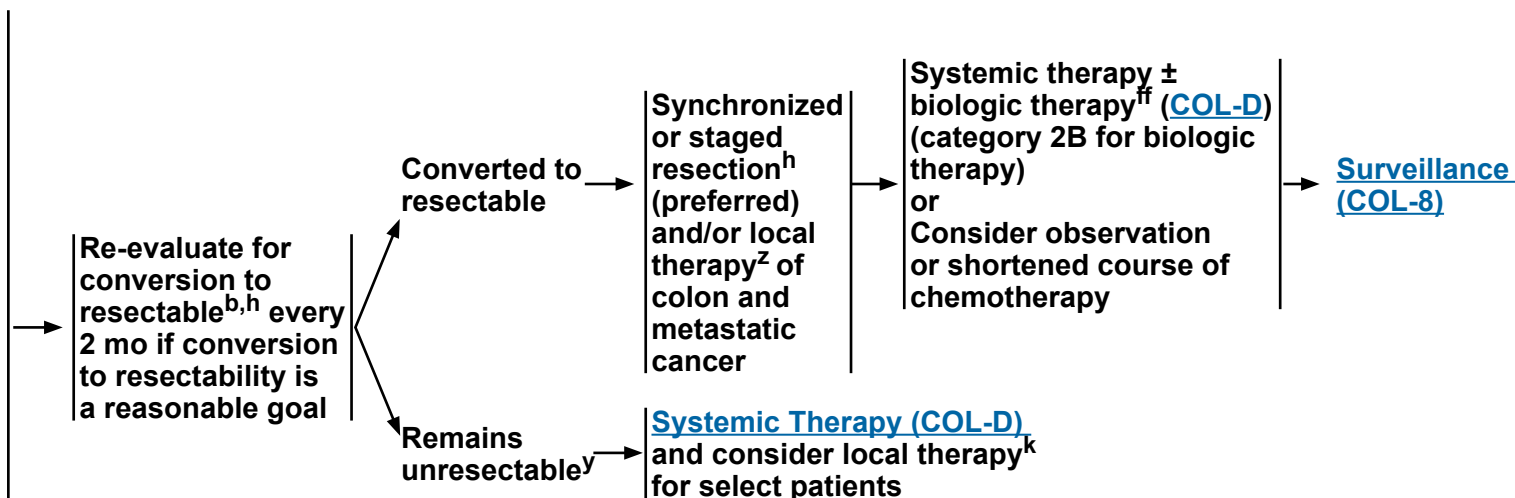 Re-evaluate for
conversion to
resectable^b,h every
2 mo if conversion
to resectability is
a reasonable goal
Converted to
resectable
Synchronized
or staged
resection^h
(preferred)
and/or local
therapy^z of
colon and
metastatic
cancer
Systemic therapy ±
biologic therapy^ff (COL-D)
(category 2B for biologic
therapy)
or
Consider observation
or shortened course of
chemotherapy
Surveillance
(COL-8)
Remains
unresectable^y
Systemic Therapy (COL-D)
and consider local therapy^k
for select patients